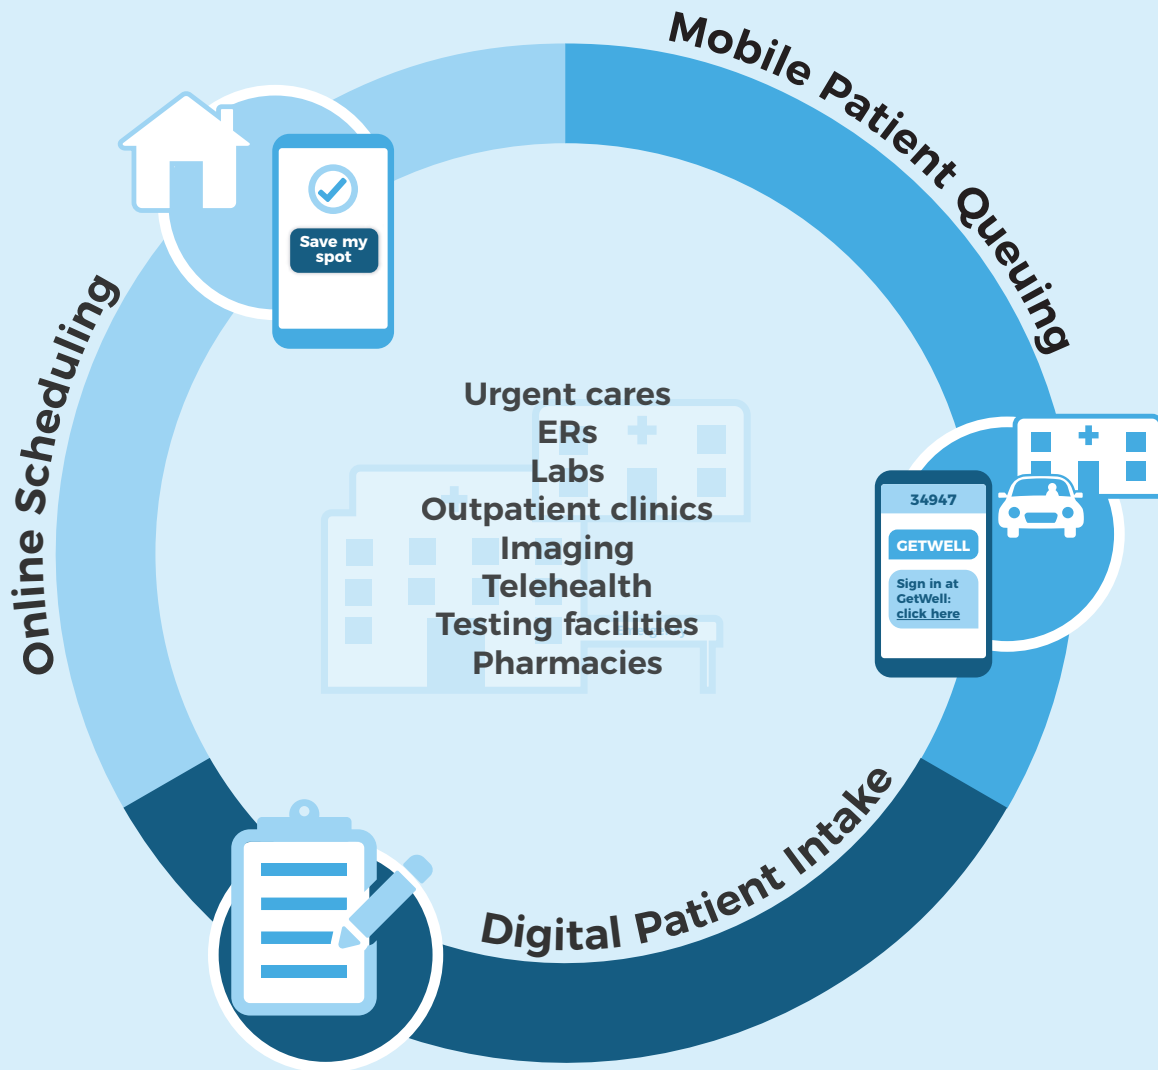 Mobile Patient Queuing
Save my
spot
Online Scheduling
Urgent cares
ERs
Labs
Outpatient clinics
Imaging
Telehealth
Testing facilities
Pharmacies
34947
GETWELL
Sign in at
GetWell:
click here
Digital Patient Intake